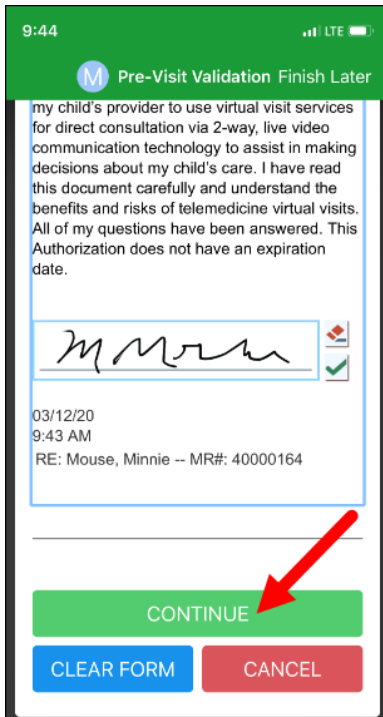 9:44 LTE
M Pre-Visit Validation Finish Later
my child's provider to use virtual visit services
for direct consultation via 2-way, live video
communication technology to assist in making
decisions about my child's care. I have read
this document carefully and understand the
benefits and risks of telemedicine virtual visits.
All of my questions have been answered. This
Authorization does not have an expiration
date.
03/12/20
9:43 AM
RE: Mouse, Minnie -- MR#: 40000164
CONTINUE
CLEAR FORM CANCEL